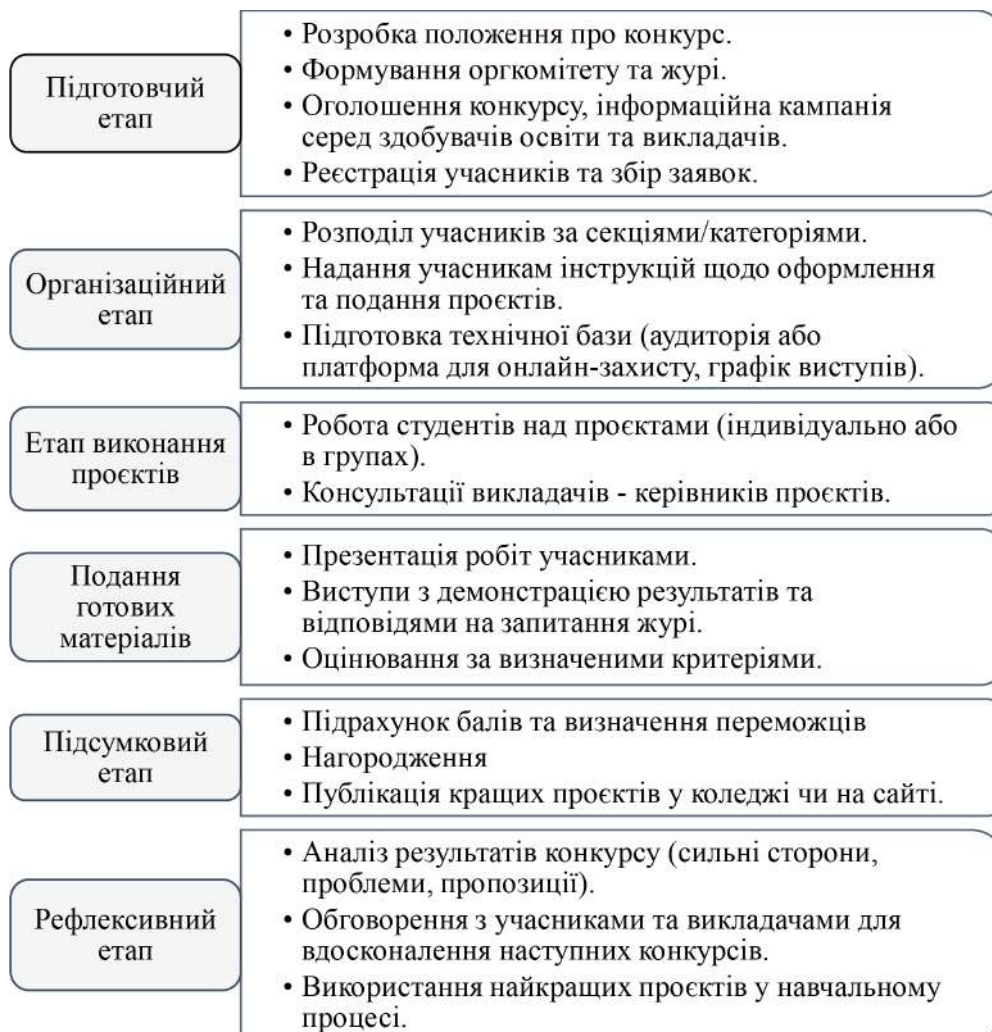 Підготовчий
етап
• Розробка положення про конкурс.
• Формування оргкомітету та журі.
• Оголошення конкурсу, інформаційна кампанія
серед здобувачів освіти та викладачів.
• Реєстрація учасників та збір заявок.
Організаційний
етап
• Розподіл учасників за секціями/категоріями.
• Надання учасникам інструкцій щодо оформлення
та подання проєктів.
• Підготовка технічної бази (аудиторія або
платформа для онлайн-захисту, графік виступів).
Етап виконання
проєктів
• Робота студентів над проєктами (індивідуально або
в групах).
• Консультації викладачів - керівників проєктів.
Подання
готових
матеріалів
• Презентація робіт учасниками.
• Виступи з демонстрацією результатів та
відповідями на запитання журі.
• Оцінювання за визначеними критеріями.
Підсумковий
етап
• Підрахунок балів та визначення переможців
• Нагородження
• Публікація кращих проєктів у коледжі чи на сайті.
Рефлексивний
етап
• Аналіз результатів конкурсу (сильні сторони,
проблеми, пропозиції).
• Обговорення з учасниками та викладачами для
вдосконалення наступних конкурсів.
• Використання найкращих проєктів у навчальному
процесі.